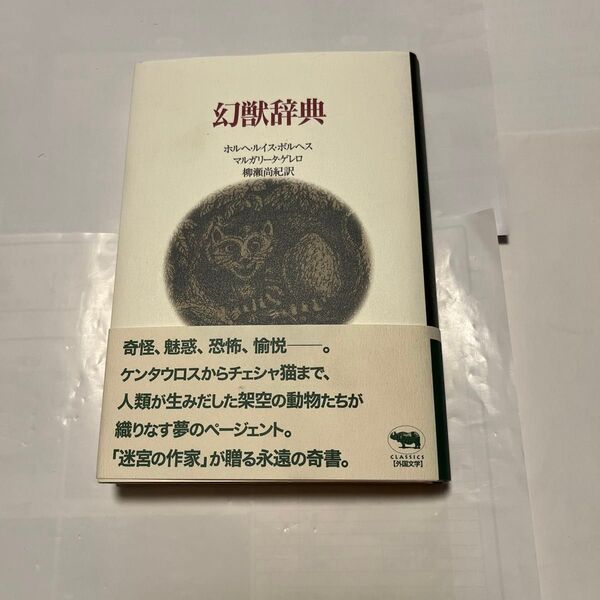 幻獣辞典
ホルヘ・ルイス・ボルヘス
マルガリータ・ゲレロ
柳瀬尚紀訳
奇怪、魅惑、恐怖、愉悦――。
ケンタウロスからチェシャ猫まで、
人類が生みだした架空の動物たちが
織りなす夢のページェント。
「迷宮の作家」が贈る永遠の奇書。
CLASSICS
[外国文学]